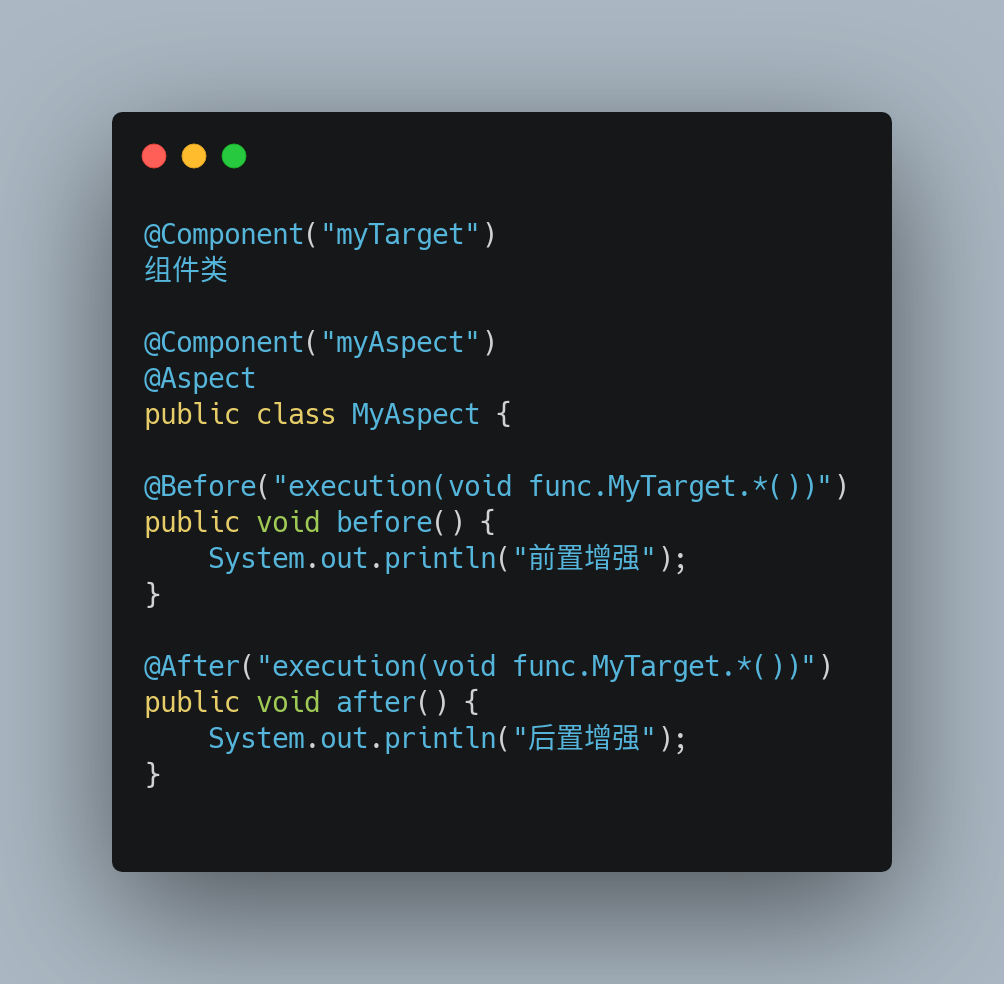 @Component("myTarget")
组件类
@Component("myAspect")
@Aspect
public class MyAspect {
@Before("execution(void func.MyTarget.*())")
public void before() {
    System.out.println("前置增强");
}
@After("execution(void func.MyTarget.*())")
public void after() {
    System.out.println("后置增强");
}